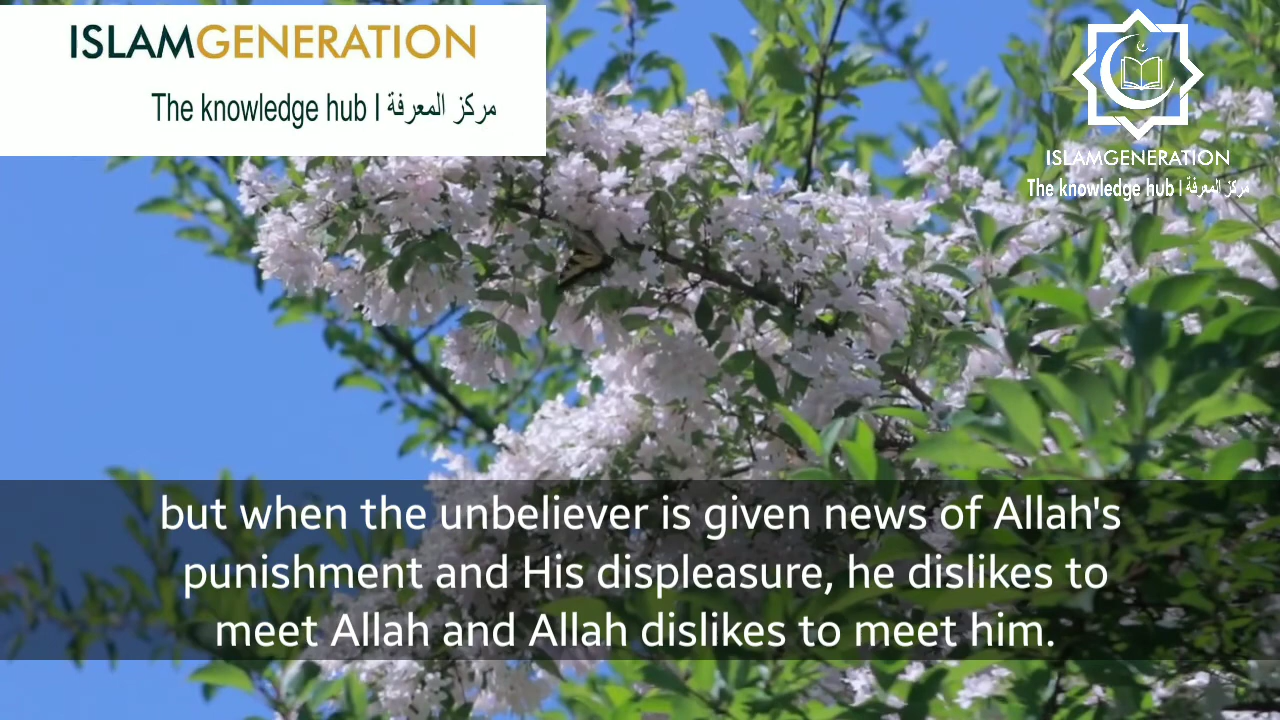 ISLAMGENERATION
The knowledge hub | مركز المعرفة
ISLAMGENERATION
The knowledge hub | مركز المعرفة
but when the unbeliever is given news of Allah's
punishment and His displeasure, he dislikes to
meet Allah and Allah dislikes to meet him.